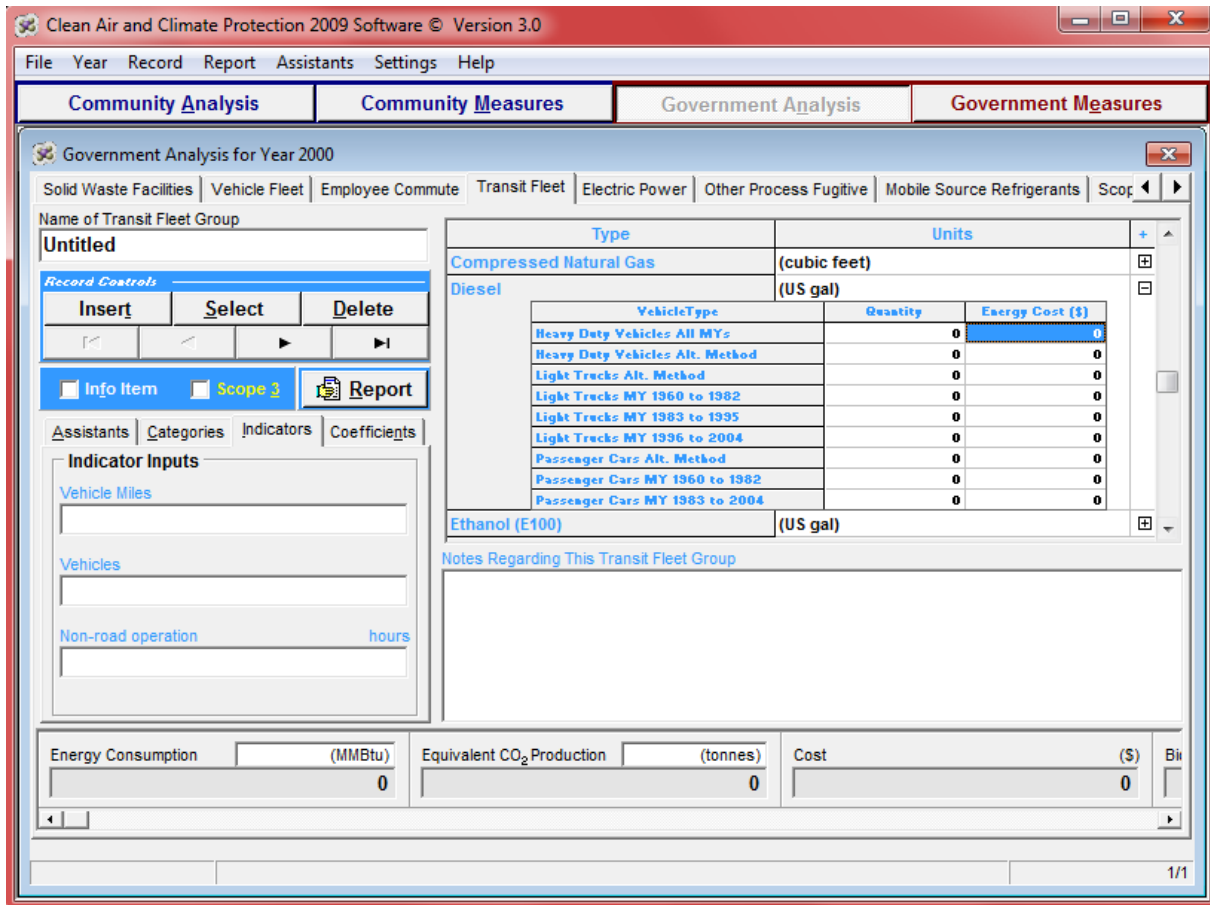 Clean Air and Climate Protection 2009 Software © Version 3.0
File Year Record Report Assistants Settings Help
Community Analysis Community Measures Government Analysis Government Measures
Government Analysis for Year 2000
Solid Waste Facilities Vehicle Fleet Employee Commute Transit Fleet Electric Power Other Process Fugitive Mobile Source Refrigerants Scop
Name of Transit Fleet Group
Untitled
Record Controls
Insert Select Delete
Info Item Scope 3 Report
Assistants Categories Indicators Coefficients
Indicator Inputs
Vehicle Miles
Vehicles
Non-road operation hours
Type Units +
Compressed Natural Gas (cubic feet)
Diesel (US gal)
VehicleType Quantity Energy Cost ($)
Heavy Duty Vehicles All MYs 0 0
Heavy Duty Vehicles Alt. Method 0 0
Light Trucks Alt. Method 0 0
Light Trucks MY 1960 to 1982 0 0
Light Trucks MY 1983 to 1995 0 0
Light Trucks MY 1996 to 2004 0 0
Passenger Cars Alt. Method 0 0
Passenger Cars MY 1960 to 1982 0 0
Passenger Cars MY 1983 to 2004 0 0
Ethanol (E100) (US gal)
Notes Regarding This Transit Fleet Group
Energy Consumption (MMBtu) Equivalent CO₂ Production (tonnes) Cost ($) Bi
0 0 0
1/1